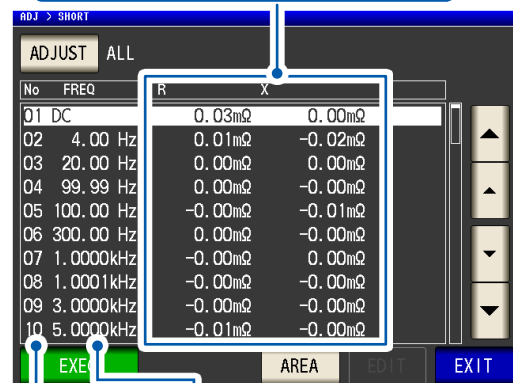 ADJ > SHORT
ADJUST ALL
No FREQ R X
01 DC 0.03mΩ 0.00mΩ
02 4.00 Hz 0.01mΩ -0.02mΩ
03 20.00 Hz 0.00mΩ 0.00mΩ
04 99.99 Hz 0.00mΩ 0.00mΩ
05 100.00 Hz -0.00mΩ -0.01mΩ
06 300.00 Hz -0.00mΩ 0.00mΩ
07 1.0000kHz -0.00mΩ 0.00mΩ
08 1.0001kHz -0.00mΩ -0.00mΩ
09 3.0000kHz -0.00mΩ -0.00mΩ
10 5.0000kHz -0.01mΩ -0.00mΩ
AREA EDIT EXIT